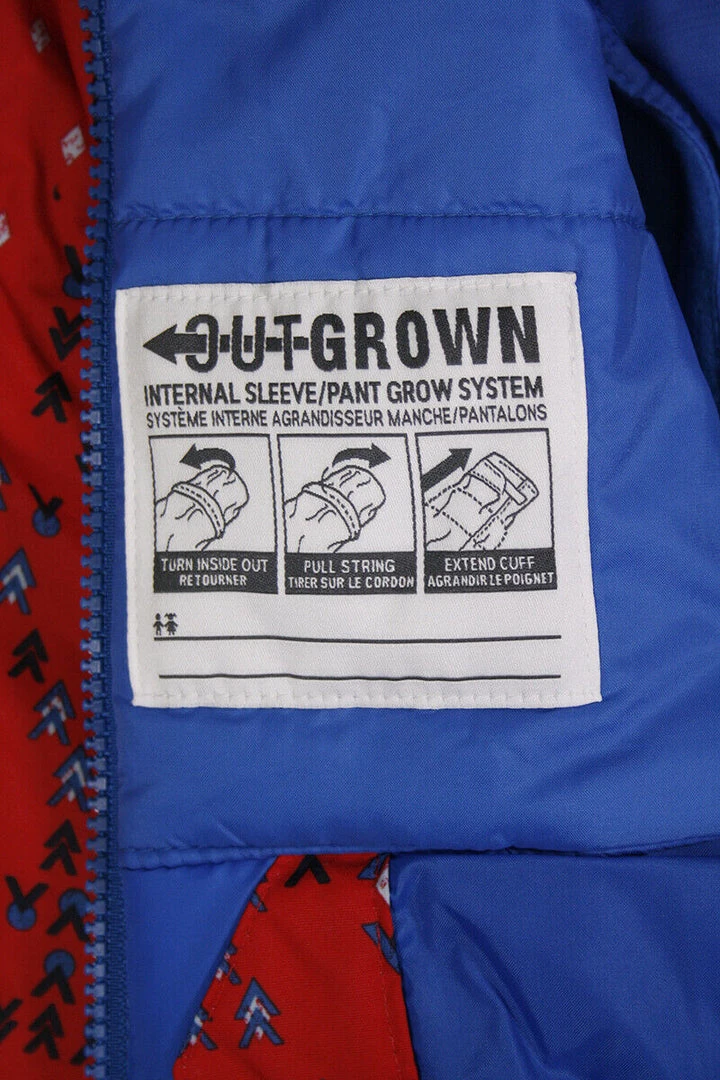 OUTGROWN
INTERNAL SLEEVE/PANT GROW SYSTEM
SYSTÈME INTERNE AGRANDISSEUR MANCHE/PANTALONS
TURN INSIDE OUT
RETOURNER
PULL STRING
TIRER SUR LE CORDON
EXTEND CUFF
AGRANDIR LE POIGNET